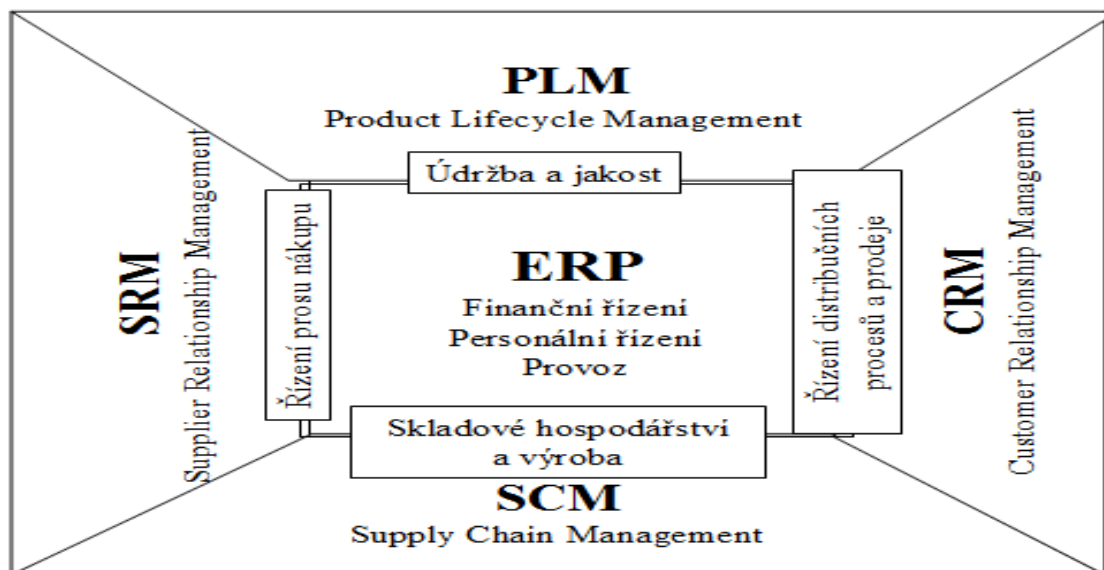 PLM
Product Lifecycle Management
Údržba a jakost
SRM
Supplier Relationship Management
Řízení prosu nákupu
ERP
Finanční řízení
Personální řízení
Provoz
Řízení distribučních
procesů a prodeje
CRM
Customer Relationship Management
Skladové hospodářství
a výroba
SCM
Supply Chain Management